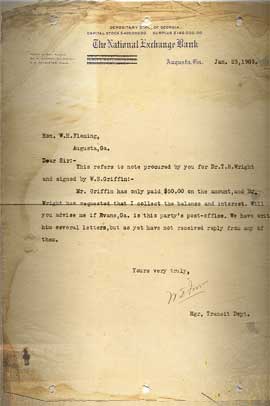 DEPOSITARY STATE OF GEORGIA
CAPITAL STOCK $400,000.00 SURPLUS $140,000.00
The National Exchange Bank
Augusta, Ga. Jan. 23, 190
Hon. W.H.Fleming,
Augusta,Ga.
Dear Sir:-
This refers to note procured by you for Dr.T.R.Wright
and signed by W.S.Griffin:-
Mr. Griffin has only paid $50.00 on the amount,and Dr.
Wright has requested that I collect the balance and interest. Will
you advise me if Evans,Ga. is this party's post-office. We have writ
him several letters,but as yet have not received reply from any of
them.
Yours very truly,
Mgr, Transit Dept.